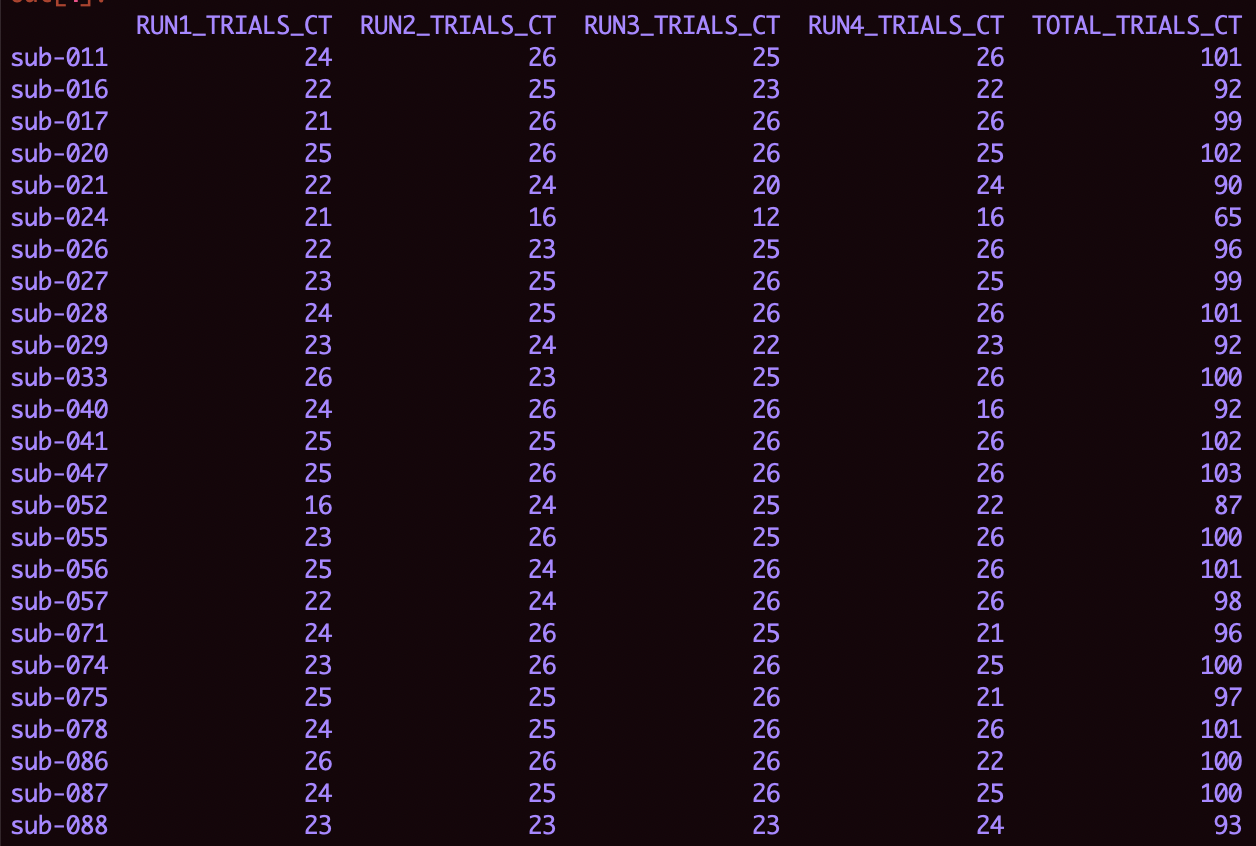 RUN1_TRIALS_CT RUN2_TRIALS_CT RUN3_TRIALS_CT RUN4_TRIALS_CT TOTAL_TRIALS_CT
sub-011 24 26 25 26 101
sub-016 22 25 23 22 92
sub-017 21 26 26 26 99
sub-020 25 26 26 25 102
sub-021 22 24 20 24 90
sub-024 21 16 12 16 65
sub-026 22 23 25 26 96
sub-027 23 25 26 25 99
sub-028 24 25 26 26 101
sub-029 23 24 22 23 92
sub-033 26 23 25 26 100
sub-040 24 26 26 16 92
sub-041 25 25 26 26 102
sub-047 25 26 26 26 103
sub-052 16 24 25 22 87
sub-055 23 26 25 26 100
sub-056 25 24 26 26 101
sub-057 22 24 26 26 98
sub-071 24 26 25 21 96
sub-074 23 26 26 25 100
sub-075 25 25 26 21 97
sub-078 24 25 26 26 101
sub-086 26 26 26 22 100
sub-087 24 25 26 25 100
sub-088 23 23 23 24 93